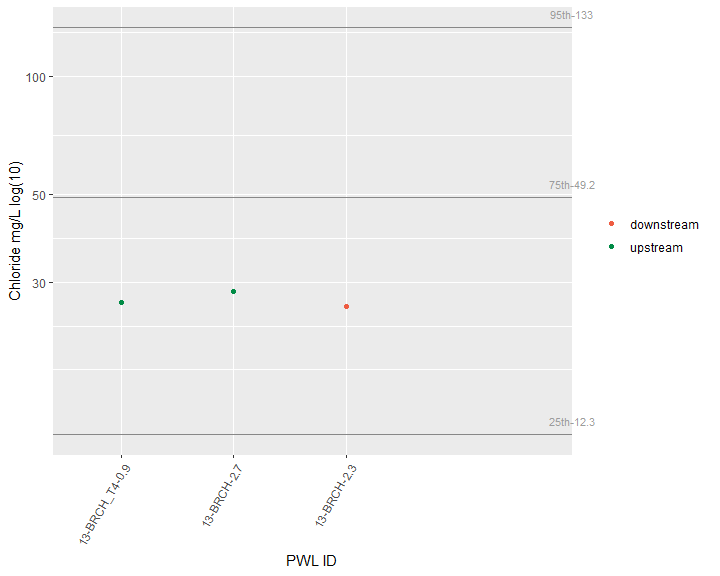 95th-133
100
75th-49.2
50
30
25th-12.3
Chloride mg/L log(10)
downstream
upstream
13-BRCH_T4-0.9
13-BRCH-2.7
13-BRCH-2.3
PWL ID